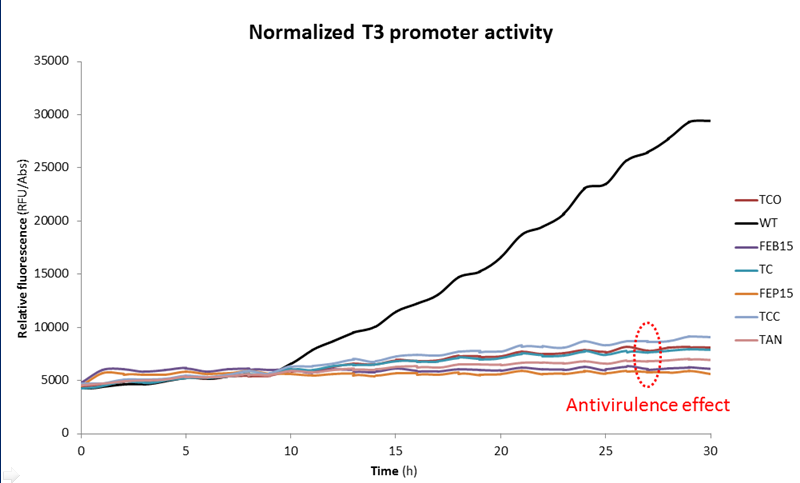 Normalized T3 promoter activity
35000
30000
25000
20000
15000
10000
5000
0
Relative fluorescence (RFU/Abs)
0 5 10 15 20 25 30
Time (h)
TCO
WT
FEB15
TC
FEP15
TCC
TAN
Antivirulence effect